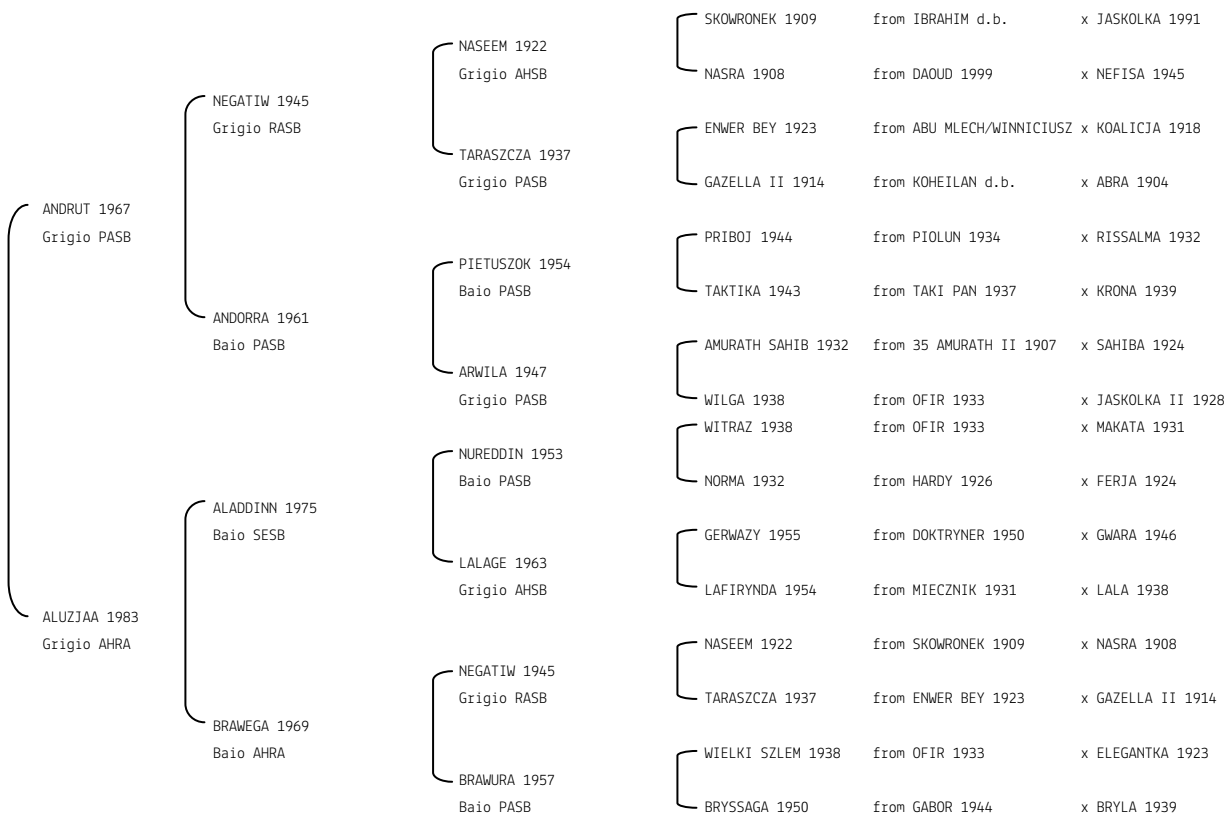 SKOWRONEK 1909 from IBRAHIM d.b. x JASKOLKA 1991
NASEEM 1922
Grigio AHSB
NASRA 1908 from DAOUD 1999 x NEFISA 1945
NEGATIW 1945
Grigio RASB
ENWER BEY 1923 from ABU MLECH/WINNICIUSZ x KOALICJA 1918
TARASZCZA 1937
Grigio PASB
GAZELLA II 1914 from KOHEILAN d.b. x ABRA 1904
ANDRUT 1967
Grigio PASB
PRIBOJ 1944 from PIOLUN 1934 x RISSALMA 1932
PIETUSZOK 1954
Baio PASB
TAKTIKA 1943 from TAKI PAN 1937 x KRONA 1939
ANDORRA 1961
Baio PASB
AMURATH SAHIB 1932 from 35 AMURATH II 1907 x SAHIBA 1924
ARWILA 1947
Grigio PASB
WILGA 1938 from OFIR 1933 x JASKOLKA II 1928
WITRAZ 1938 from OFIR 1933 x MAKATA 1931
NUREDDIN 1953
Baio PASB
NORMA 1932 from HARDY 1926 x FERJA 1924
ALADDINN 1975
Baio SESB
GERWAZY 1955 from DOKTRYNER 1950 x GWARA 1946
LALAGE 1963
Grigio AHSB
LAFIRYNDA 1954 from MIECZNIK 1931 x LALA 1938
ALUZJAA 1983
Grigio AHRA
NASEEM 1922 from SKOWRONEK 1909 x NASRA 1908
NEGATIW 1945
Grigio RASB
TARASZCZA 1937 from ENWER BEY 1923 x GAZELLA II 1914
BRAWEGA 1969
Baio AHRA
WIELKI SZLEM 1938 from OFIR 1933 x ELEGANTKA 1923
BRAWURA 1957
Baio PASB
BRYSSAGA 1950 from GABOR 1944 x BRYLA 1939